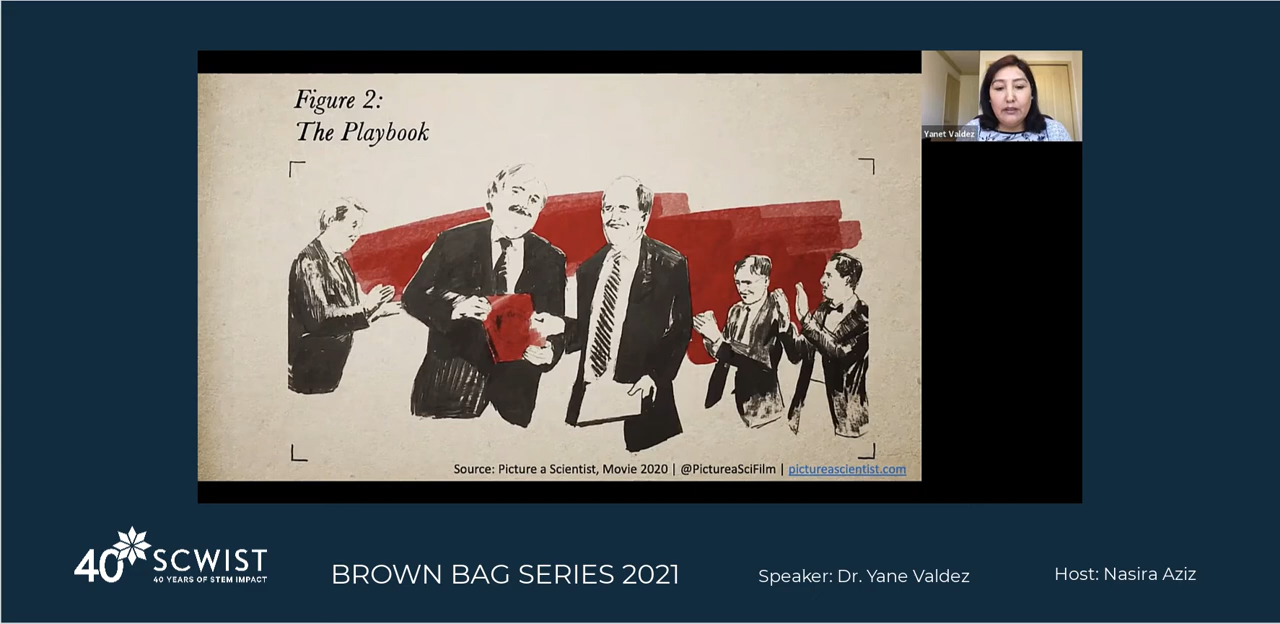 Figure 2:
The Playbook
Yanet Valdez
Source: Picture a Scientist, Movie 2020 | @PictureaSciFilm | pictureascientist.com
40 SCWIST
40 YEARS OF STEM IMPACT
BROWN BAG SERIES 2021
Speaker: Dr. Yane Valdez
Host: Nasira Aziz